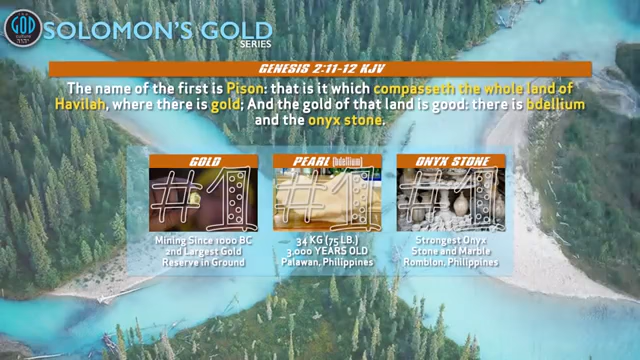 THE
GOD
culture
יהוה
SOLOMON'S GOLD
SERIES
GENESIS 2:11-12 KJV
The name of the first is Pison: that is it which compasseth the whole land of
Havilah, where there is gold; And the gold of that land is good: there is bdellium
and the onyx stone.
GOLD
#1
Mining Since 1000 BC
2nd Largest Gold
Reserve in Ground
PEARL (bdellium)
#1
34 KG (75 LB.)
3,000 YEARS OLD
Palawan, Philippines
ONYX STONE
#1
Strongest Onyx
Stone and Marble
Romblon, Philippines